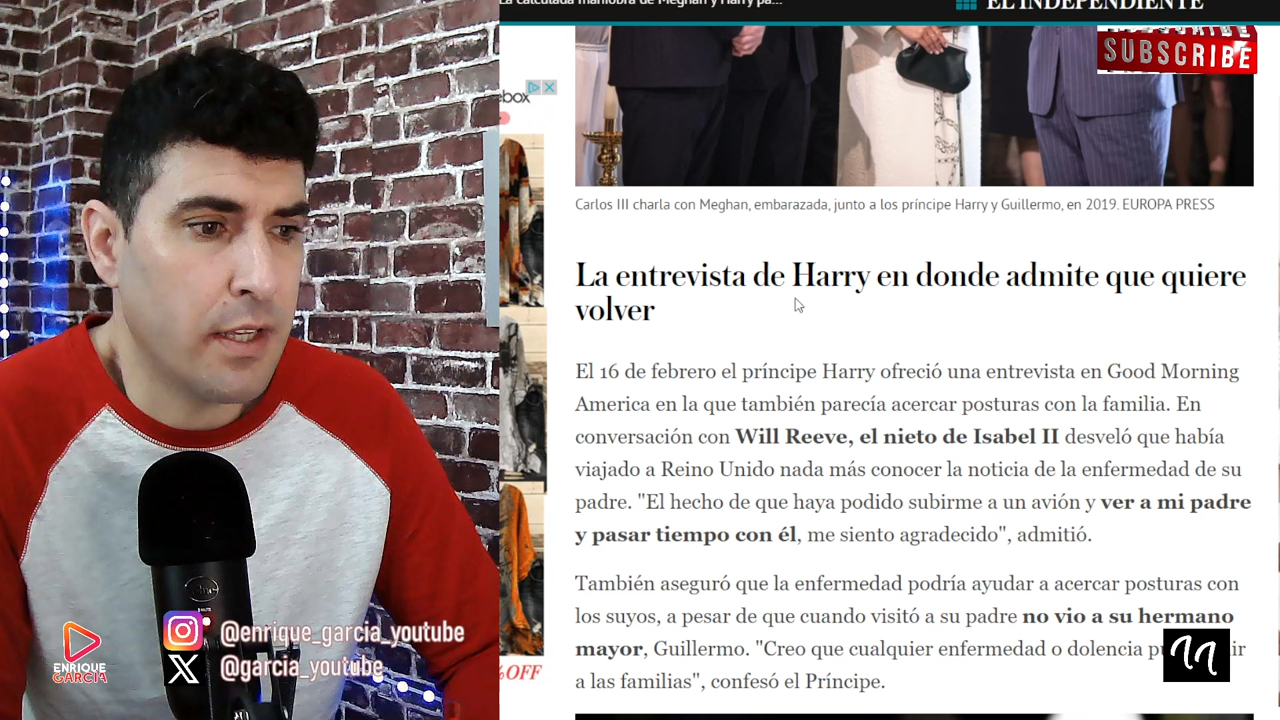 La calculada maniobra de Meghan y Harry pa...
EL INDEPENDIENTE
SUBSCRIBE
box
Carlos III charla con Meghan, embarazada, junto a los príncipe Harry y Guillermo, en 2019. EUROPA PRESS
La entrevista de Harry en donde admite que quiere
volver
El 16 de febrero el príncipe Harry ofreció una entrevista en Good Morning
America en la que también parecía acercar posturas con la familia. En
conversación con Will Reeve, el nieto de Isabel II desveló que había
viajado a Reino Unido nada más conocer la noticia de la enfermedad de su
padre. "El hecho de que haya podido subirme a un avión y ver a mi padre
y pasar tiempo con él, me siento agradecido", admitió.
También aseguró que la enfermedad podría ayudar a acercar posturas con
los suyos, a pesar de que cuando visitó a su padre no vio a su hermano
mayor, Guillermo. "Creo que cualquier enfermedad o dolencia
a las familias", confesó el Príncipe.
%OFF
ENRIQUE
GARCIA
@enrique_garcia_youtube
@garcia_youtube